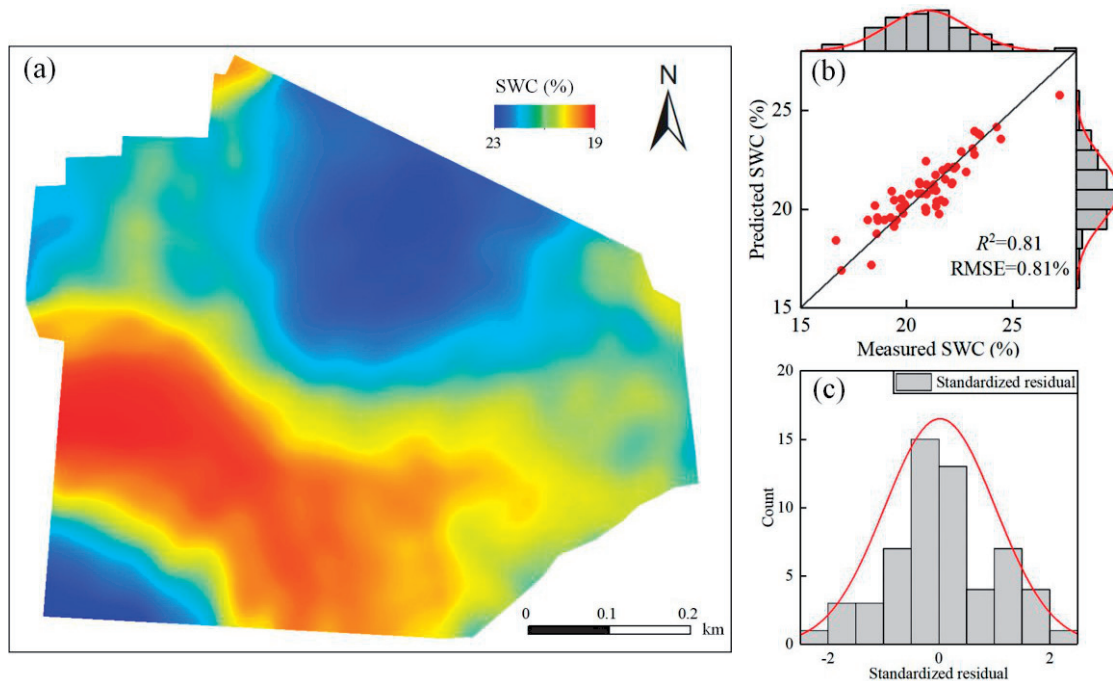 (a)
SWC (%)
23 19
N
0 0.1 0.2
km
(b)
Predicted SWC (%)
25
20
15
15 20 25
Measured SWC (%)
R²=0.81
RMSE=0.81%
(c)
Standardized residual
Count
20
15
10
5
0
-2 0 2
Standardized residual